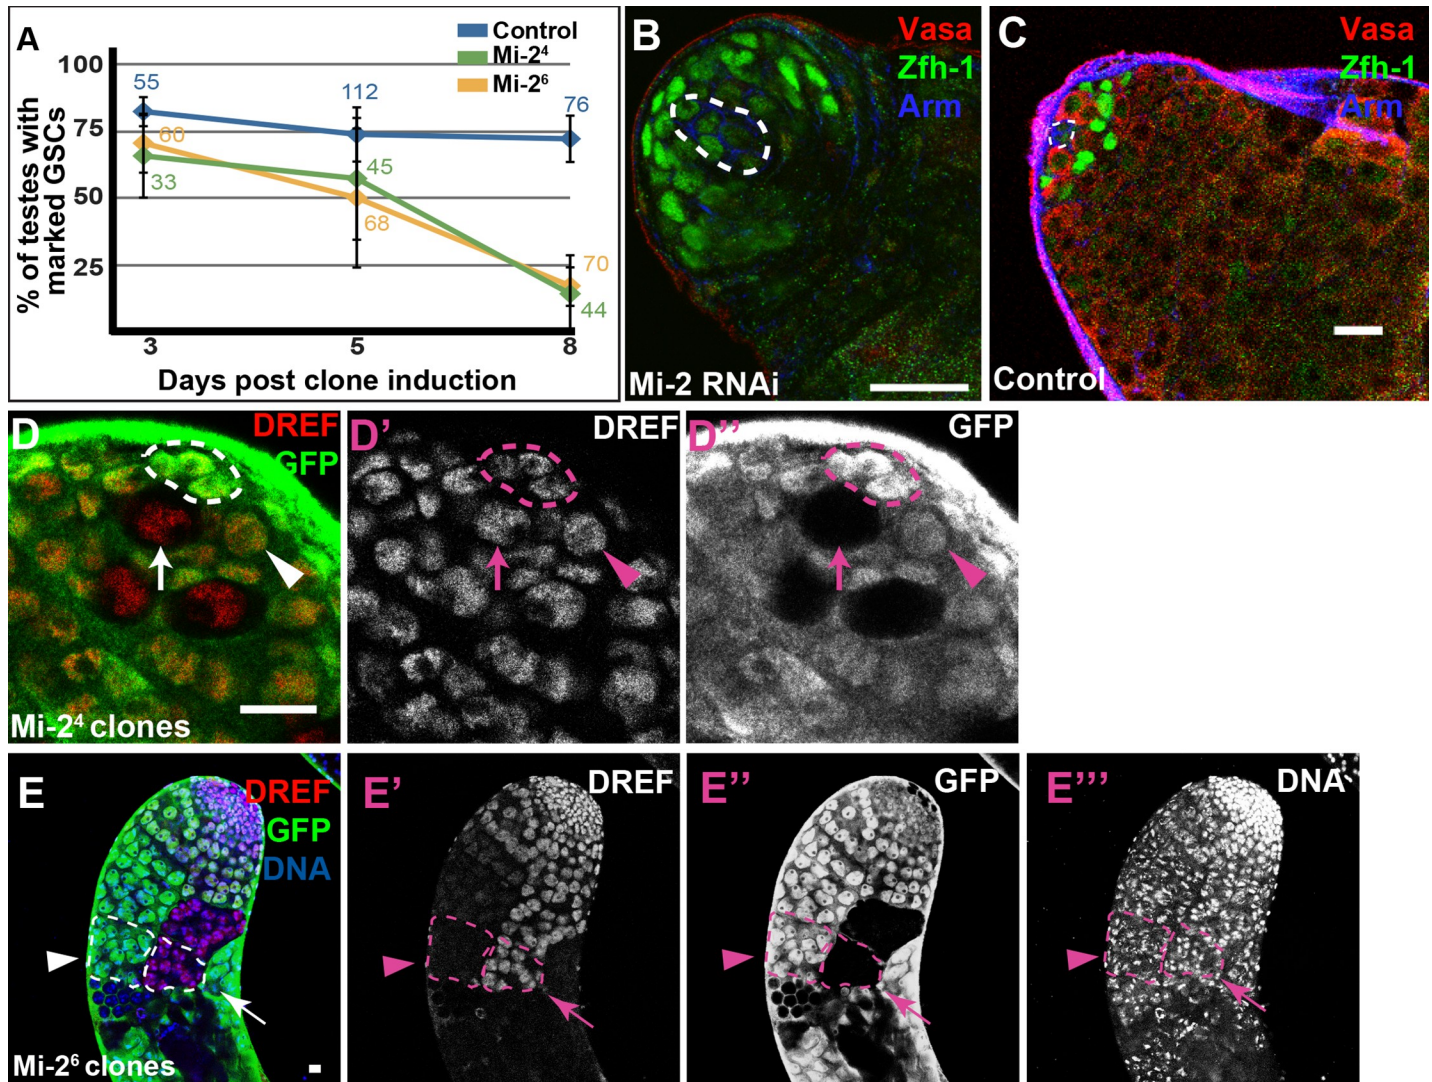 A
Control
Mi-2⁴
Mi-2⁶
100
75
50
25
55
112
76
60
33
45
68
70
44
3
5
8
% of testes with
marked GSCs
Days post clone induction
B
Vasa
Zfh-1
Arm
Mi-2 RNAi
C
Vasa
Zfh-1
Arm
Control
D
DREF
GFP
Mi-2⁴ clones
D'
DREF
D''
GFP
E
DREF
GFP
DNA
Mi-2⁶ clones
E'
DREF
E''
GFP
E'''
DNA